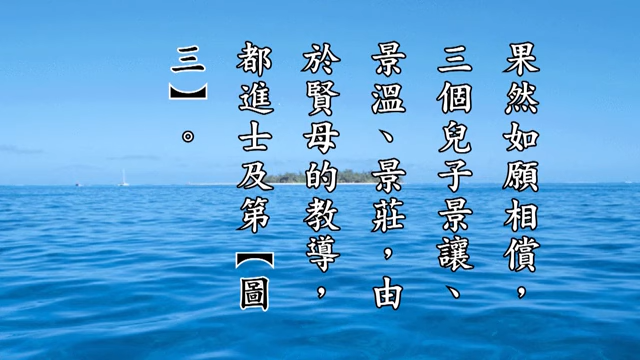 果然如願相償，
三個兒子景讓、
景溫、景莊，由
於賢母的教導，
都進士及第【圖
三】。